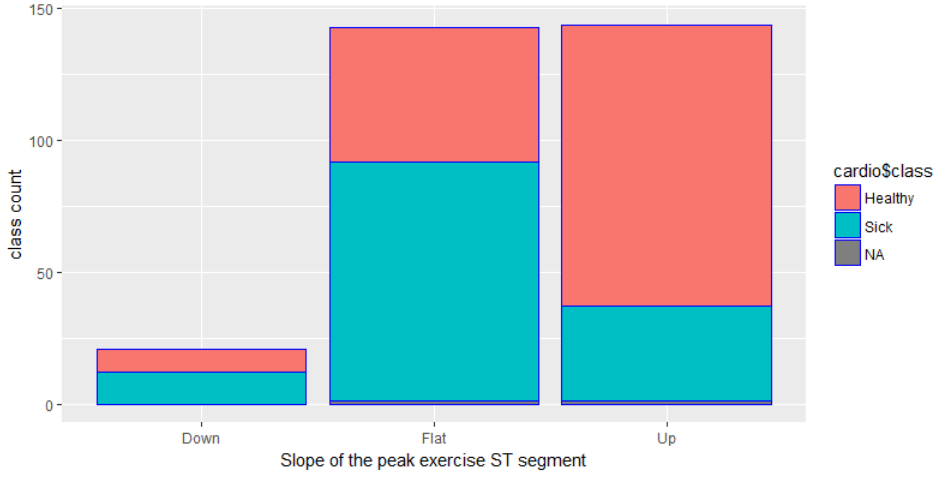 150
100
50
0
class count
Down Flat Up
Slope of the peak exercise ST segment
cardio$class
Healthy
Sick
NA